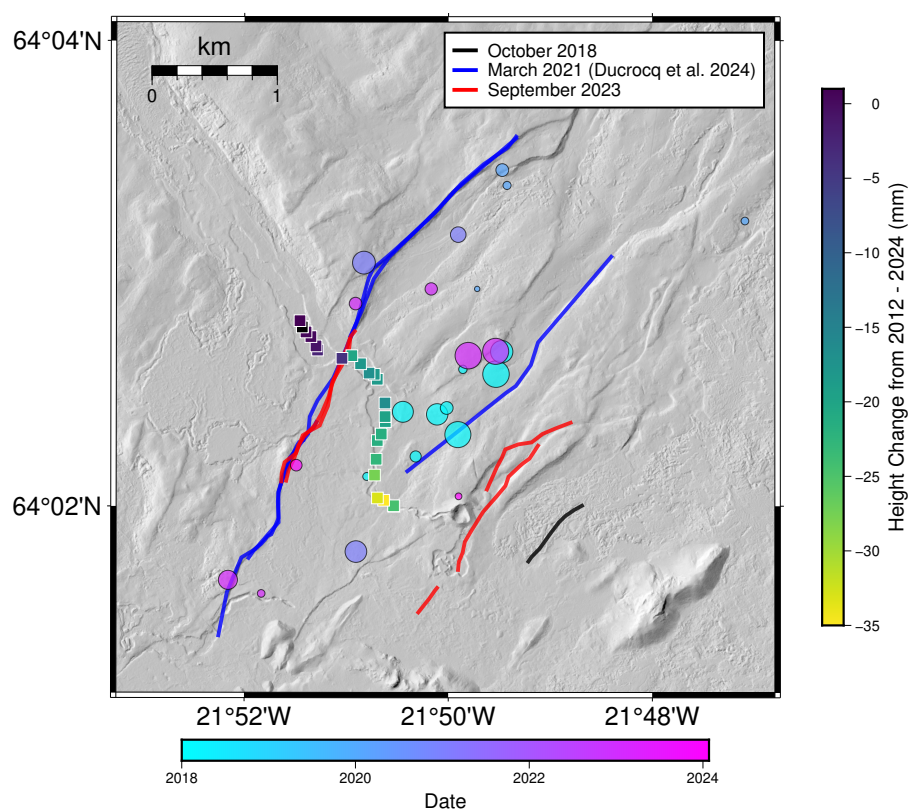 64°04'N
km
0 1
October 2018
March 2021 (Ducrocq et al. 2024)
September 2023
64°02'N
21°52'W 21°50'W 21°48'W
0
−5
−10
−15
−20
−25
−30
−35
Height Change from 2012 - 2024 (mm)
2018 2020 2022 2024
Date